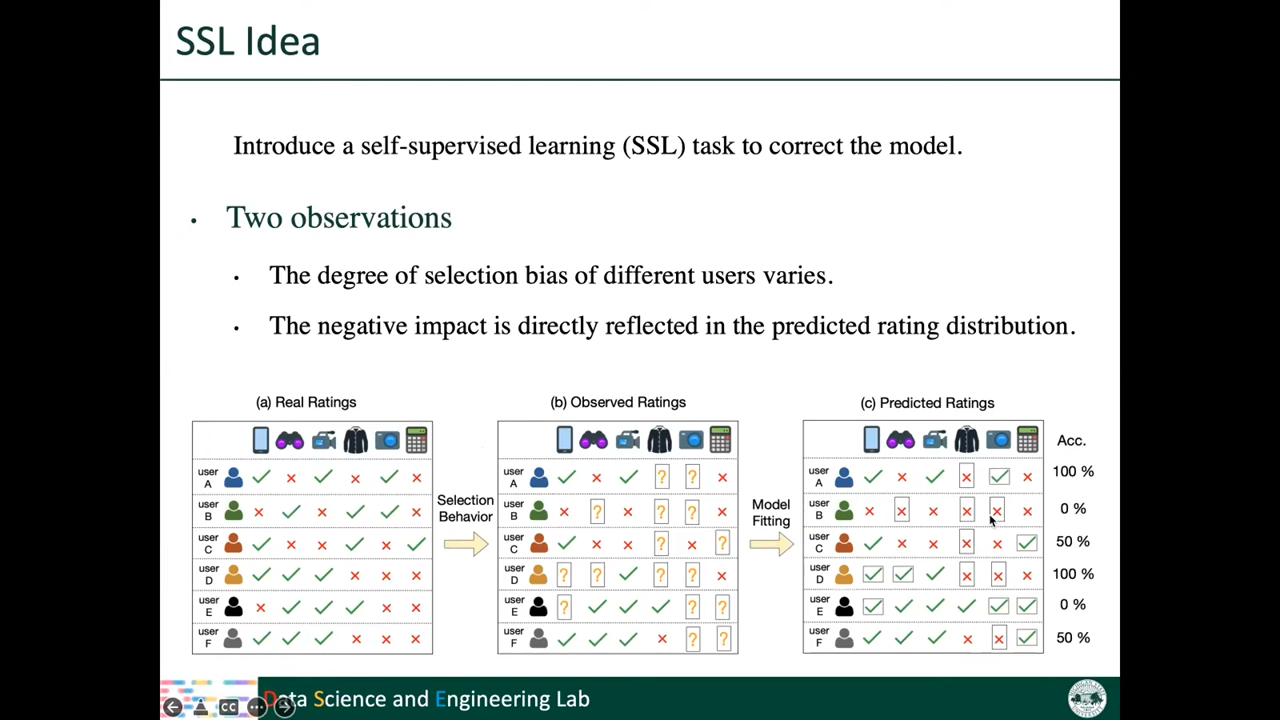 SSL Idea
Introduce a self-supervised learning (SSL) task to correct the model.
• Two observations
• The degree of selection bias of different users varies.
• The negative impact is directly reflected in the predicted rating distribution.
(a) Real Ratings
user A ✓ × ✓ × ✓ ×
user B × ✓ × ✓ ✓ ×
user C ✓ × × ✓ × ✓
user D ✓ ✓ ✓ × × ×
user E × ✓ ✓ ✓ × ×
user F ✓ ✓ ✓ × × ×
Selection
Behavior
(b) Observed Ratings
user A ✓ × ✓ ? ? ×
user B × ? × ? ? ×
user C ✓ × × ? × ?
user D ? ? ✓ ? ? ×
user E ? ✓ ✓ ✓ ? ?
user F ✓ ✓ ✓ × ? ?
Model
Fitting
(c) Predicted Ratings
Acc.
user A ✓ × ✓ × ✓ × 100 %
user B × × × × × × 0 %
user C ✓ × × × × ✓ 50 %
user D ✓ ✓ ✓ × × × 100 %
user E ✓ ✓ ✓ ✓ ✓ ✓ 0 %
user F ✓ ✓ ✓ × × ✓ 50 %
CC
Data Science and Engineering Lab